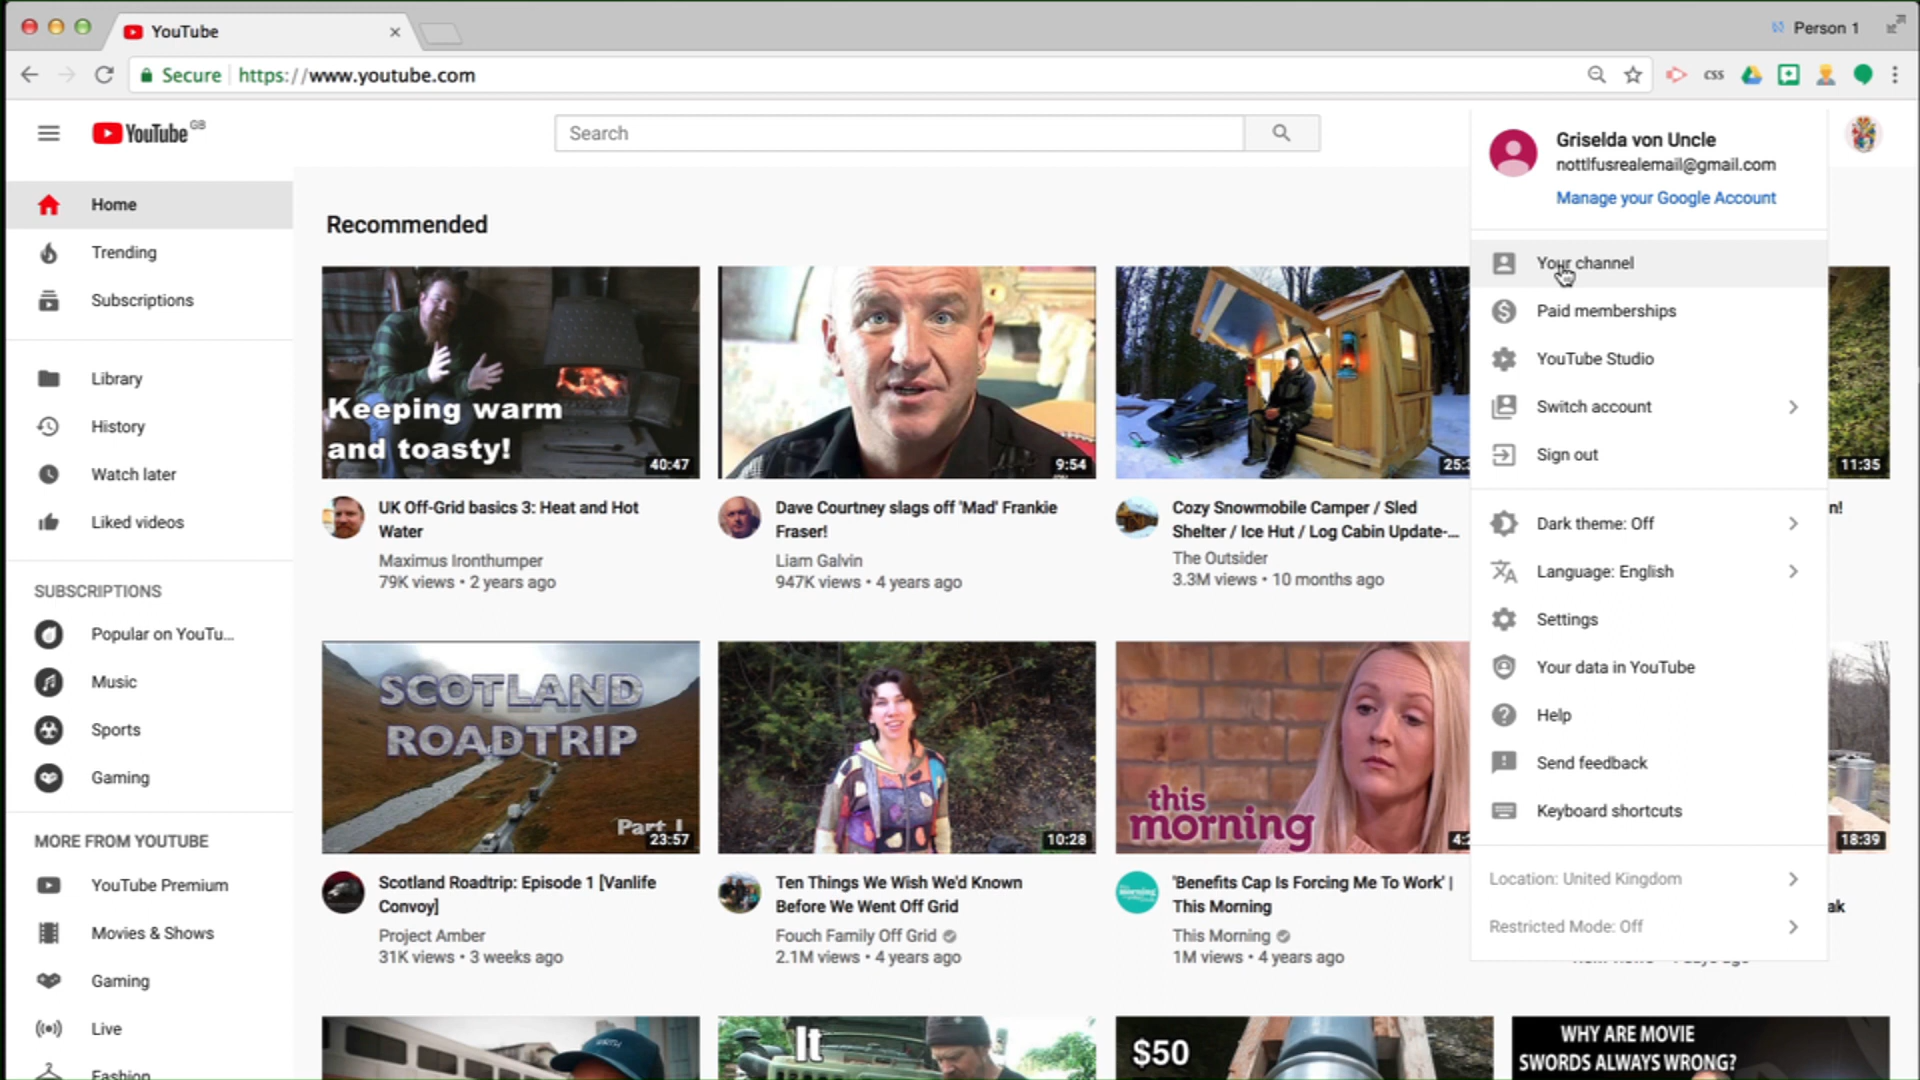 YouTube
Person 1
Secure
https://www.youtube.com
css
YouTube GB
Search
Home
Trending
Subscriptions
Library
History
Watch later
Liked videos
SUBSCRIPTIONS
Popular on YouTu...
Music
Sports
Gaming
MORE FROM YOUTUBE
YouTube Premium
Movies & Shows
Gaming
Live
Fashion
Recommended
Keeping warm
and toasty!
40:47
UK Off-Grid basics 3: Heat and Hot
Water
Maximus Ironthumper
79K views • 2 years ago
9:54
Dave Courtney slags off 'Mad' Frankie
Fraser!
Liam Galvin
947K views • 4 years ago
Cozy Snowmobile Camper / Sled
Shelter / Ice Hut / Log Cabin Update-...
The Outsider
3.3M views • 10 months ago
11:35
n!
SCOTLAND
ROADTRIP
Part 1
23:57
Scotland Roadtrip: Episode 1 [Vanlife
Convoy]
Project Amber
31K views • 3 weeks ago
10:28
Ten Things We Wish We'd Known
Before We Went Off Grid
Fouch Family Off Grid
2.1M views • 4 years ago
this
morning
'Benefits Cap Is Forcing Me To Work' |
This Morning
This Morning
1M views • 4 years ago
18:39
ak
It
$50
WHY ARE MOVIE
SWORDS ALWAYS WRONG?
Griselda von Uncle
nottlfusrealemail@gmail.com
Manage your Google Account
Your channel
Paid memberships
YouTube Studio
Switch account
Sign out
Dark theme: Off
Language: English
Settings
Your data in YouTube
Help
Send feedback
Keyboard shortcuts
Location: United Kingdom
Restricted Mode: Off